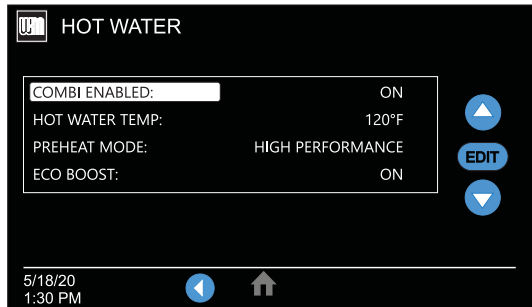 WM HOT WATER
COMBI ENABLED: ON
HOT WATER TEMP: 120°F
PREHEAT MODE: HIGH PERFORMANCE
ECO BOOST: ON
EDIT
5/18/20
1:30 PM